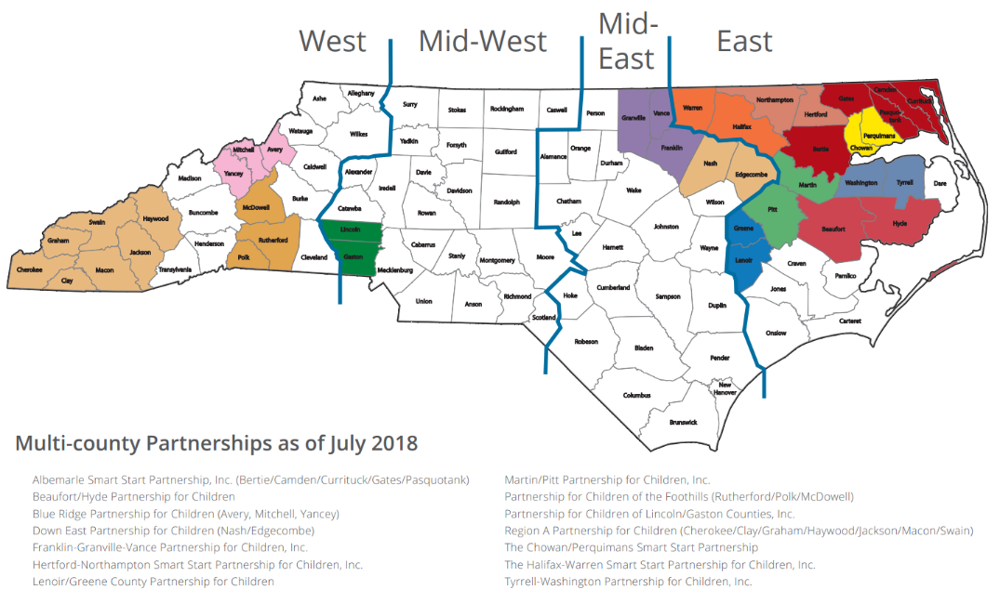 West
Mid-West
Mid-
East
East
Ashe
Alleghany
Surry
Stokes
Rockingham
Caswell
Person
Granville
Vance
Warren
Halifax
Northampton
Hertford
Gates
Camden
Currituck
Pasquo-
tank
Perquimans
Chowan
Bertie
Watauga
Wilkes
Yadkin
Forsyth
Guilford
Alamance
Orange
Durham
Franklin
Nash
Edgecombe
Martin
Washington
Tyrrell
Dare
Mitchell
Avery
Yancey
Caldwell
Alexander
Iredell
Davie
Davidson
Randolph
Chatham
Wake
Wilson
Pitt
Beaufort
Hyde
Madison
Buncombe
McDowell
Burke
Catawba
Rowan
Lee
Johnston
Greene
Swain
Haywood
Graham
Jackson
Henderson
Rutherford
Polk
Cleveland
Lincoln
Gaston
Cabarrus
Stanly
Montgomery
Moore
Harnett
Wayne
Lenoir
Craven
Pamlico
Cherokee
Clay
Macon
Transylvania
Mecklenburg
Union
Anson
Richmond
Scotland
Hoke
Cumberland
Sampson
Duplin
Jones
Onslow
Carteret
Robeson
Bladen
Pender
Columbus
New
Hanover
Brunswick
Multi-county Partnerships as of July 2018
Albemarle Smart Start Partnership, Inc. (Bertie/Camden/Currituck/Gates/Pasquotank)
Beaufort/Hyde Partnership for Children
Blue Ridge Partnership for Children (Avery, Mitchell, Yancey)
Down East Partnership for Children (Nash/Edgecombe)
Franklin-Granville-Vance Partnership for Children, Inc.
Hertford-Northampton Smart Start Partnership for Children, Inc.
Lenoir/Greene County Partnership for Children
Martin/Pitt Partnership for Children, Inc.
Partnership for Children of the Foothills (Rutherford/Polk/McDowell)
Partnership for Children of Lincoln/Gaston Counties, Inc.
Region A Partnership for Children (Cherokee/Clay/Graham/Haywood/Jackson/Macon/Swain)
The Chowan/Perquimans Smart Start Partnership
The Halifax-Warren Smart Start Partnership for Children, Inc.
Tyrrell-Washington Partnership for Children, Inc.